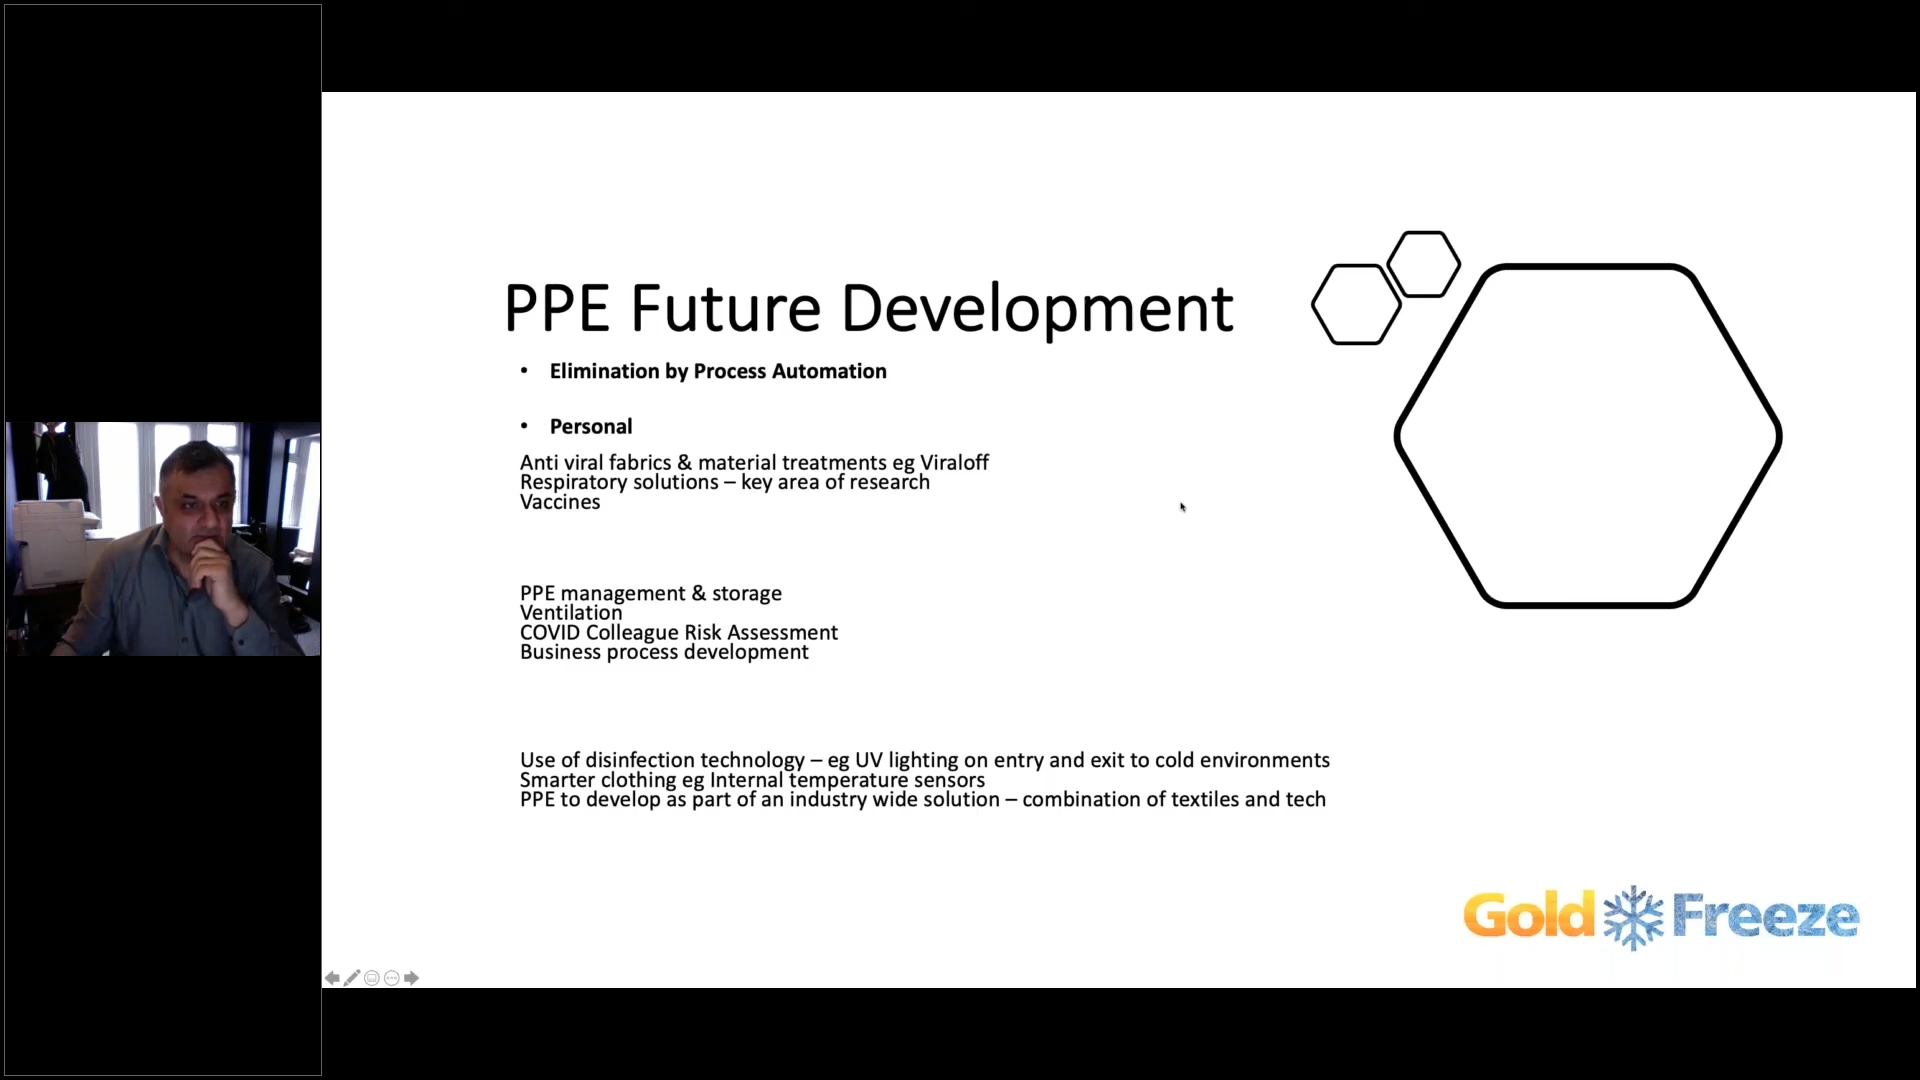 PPE Future Development
• Elimination by Process Automation
• Personal
Anti viral fabrics & material treatments eg Viraloff
Respiratory solutions – key area of research
Vaccines
PPE management & storage
Ventilation
COVID Colleague Risk Assessment
Business process development
Use of disinfection technology – eg UV lighting on entry and exit to cold environments
Smarter clothing eg Internal temperature sensors
PPE to develop as part of an industry wide solution – combination of textiles and tech
Gold Freeze